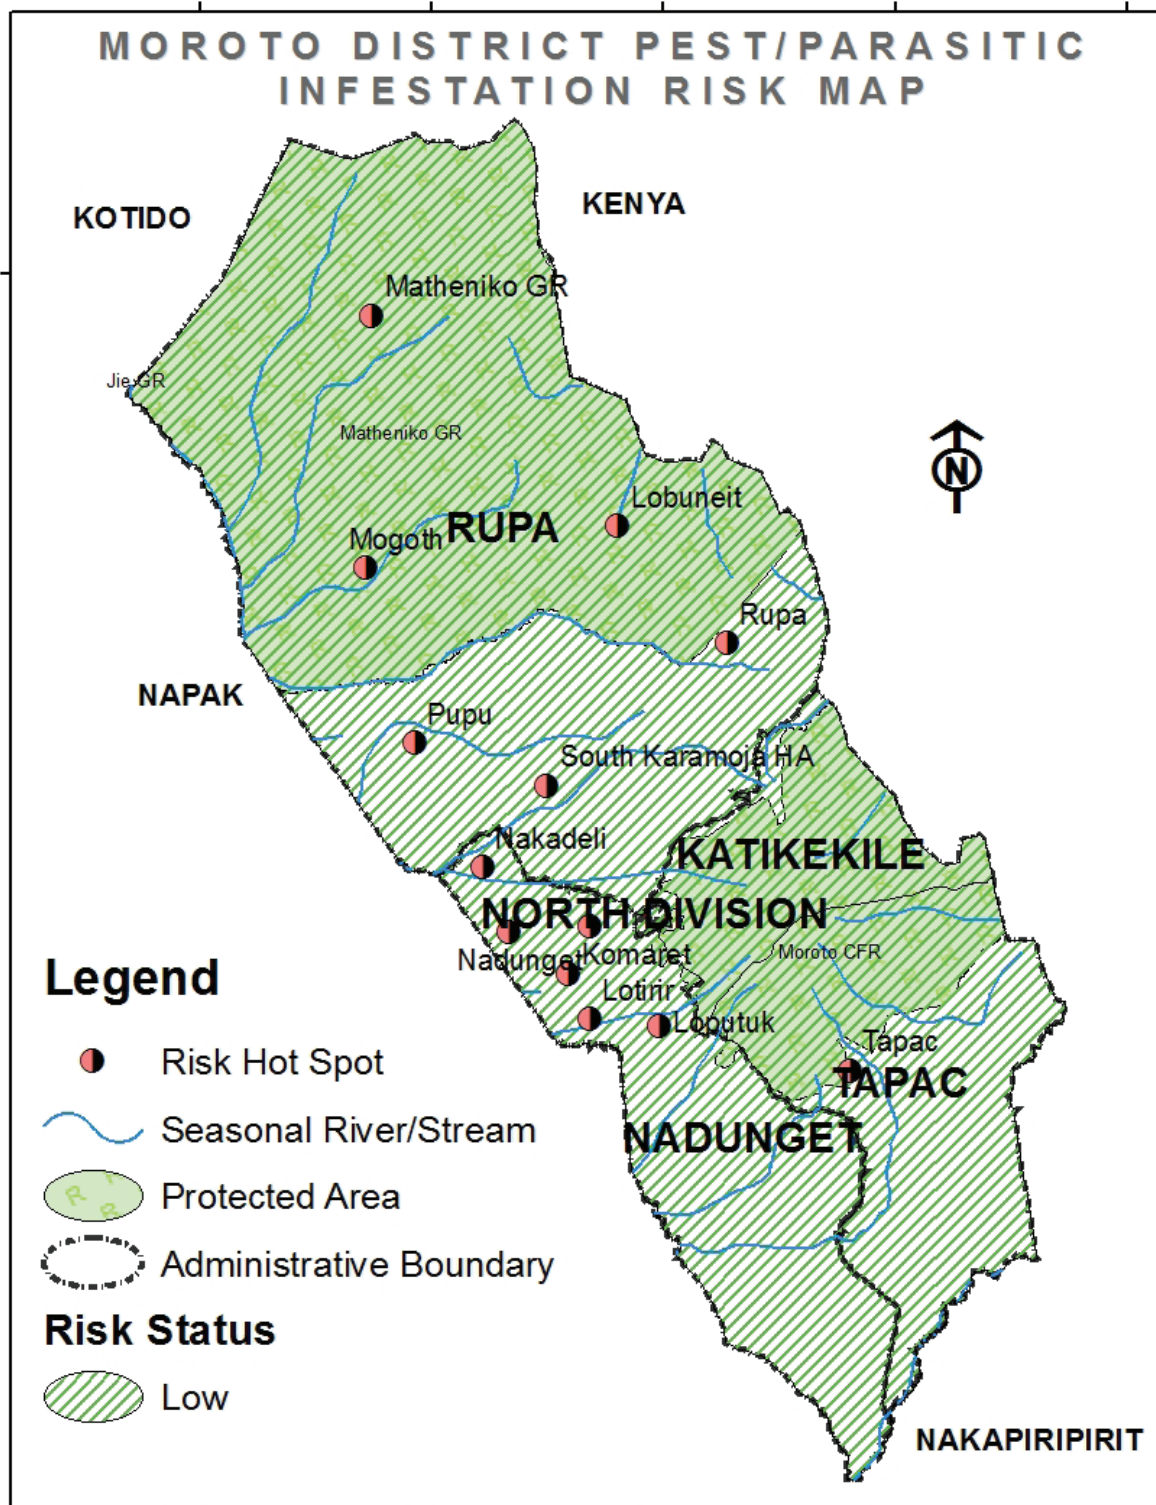 MOROTO DISTRICT PEST/PARASITIC
INFESTATION RISK MAP
KENYA
KOTIDO
Matheniko GR
Jie GR
Matheniko GR
N
Lobuneit
RUPA
Mogoth
Rupa
NAPAK
Pupu
South Karamoja HA
Nakadeli
KATIKEKILE
NORTH DIVISION
Nadunget
Komaret
Moroto CFR
Lotirir
Loputuk
Tapac
TAPAC
NADUNGET
Legend
Risk Hot Spot
Seasonal River/Stream
R R R
Protected Area
Administrative Boundary
Risk Status
Low
NAKAPIRIPIRIT